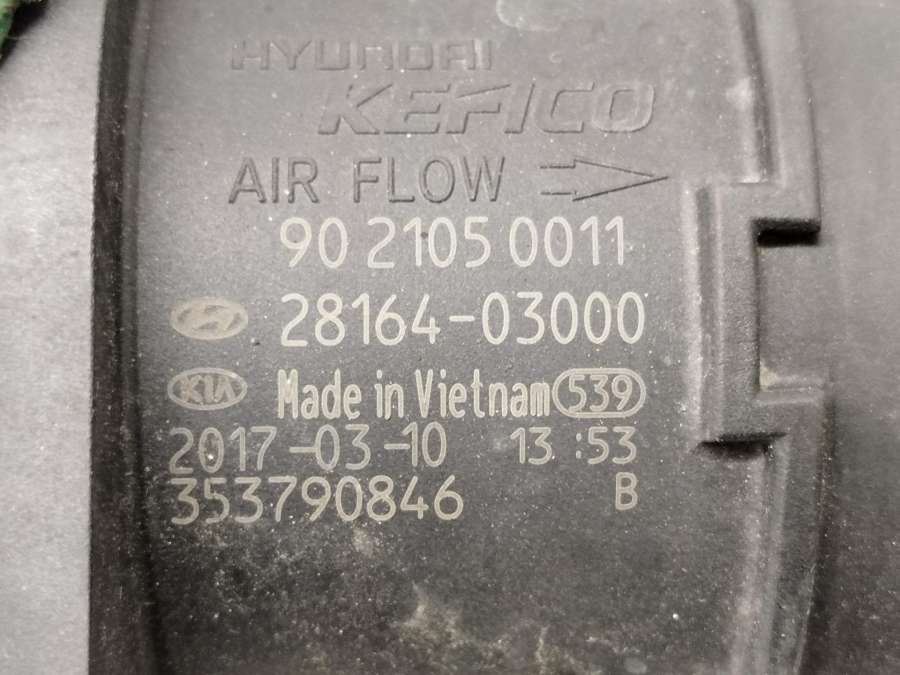 HYUNDAI
KEFICO
AIR FLOW
90 2105 0011
28164-03000
KIA Made in Vietnam 539
2017-03-10 13:53
353790846 B